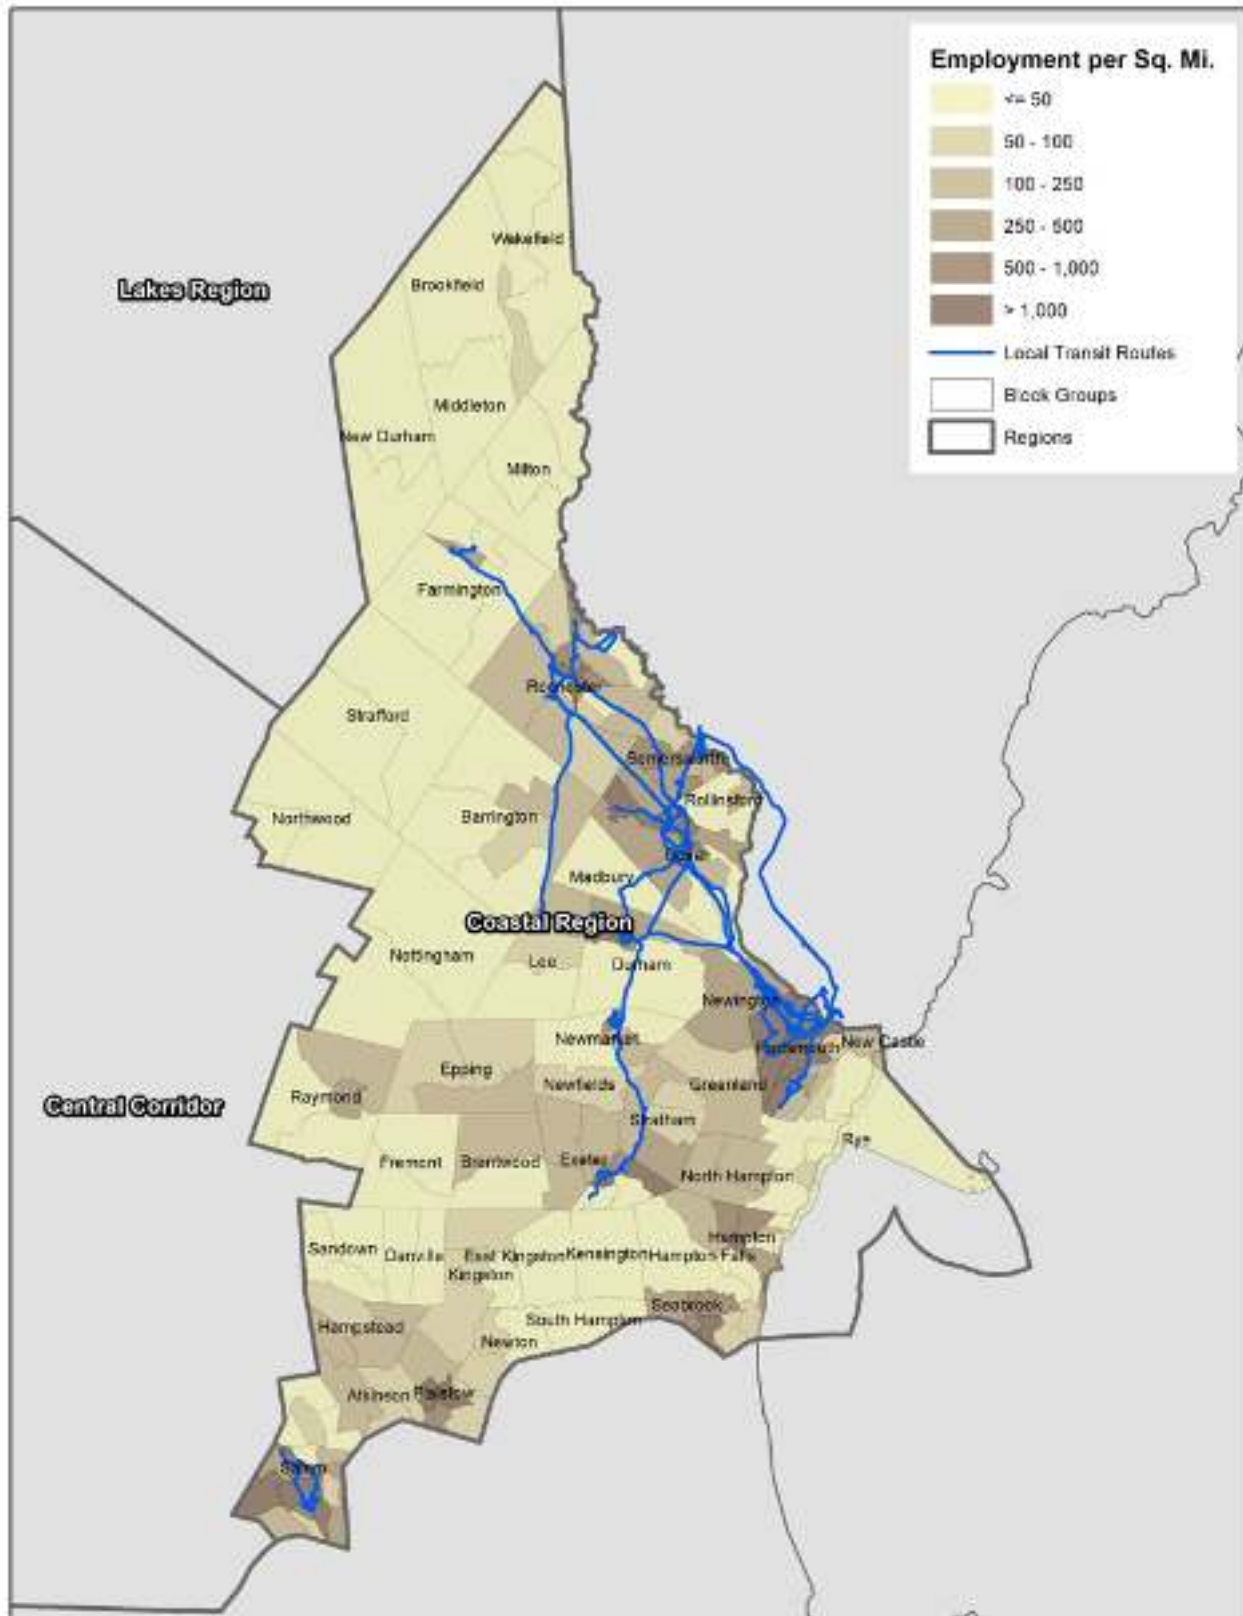 Employment per Sq. Mi.
<= 50
50 - 100
100 - 250
250 - 500
500 - 1,000
> 1,000
Local Transit Routes
Block Groups
Regions
Wakefield
Lakes Region
Brookfield
Middleton
New Durham
Milton
Farmington
Rochester
Strafford
Somersworth
Rollinsford
Northwood
Barrington
Dover
Madbury
Coastal Region
Nottingham
Lee
Durham
Newington
Newmarket
Portsmouth
New Castle
Epping
Newfields
Greenland
Raymond
Central Corridor
Stratham
Rye
Fremont
Brentwood
Exeter
North Hampton
Hampton
Sandown
Danville
East Kingston
Kensington
Hampton Falls
Kingston
Seabrook
South Hampton
Hampstead
Newton
Atkinson
Plaistow
Salem